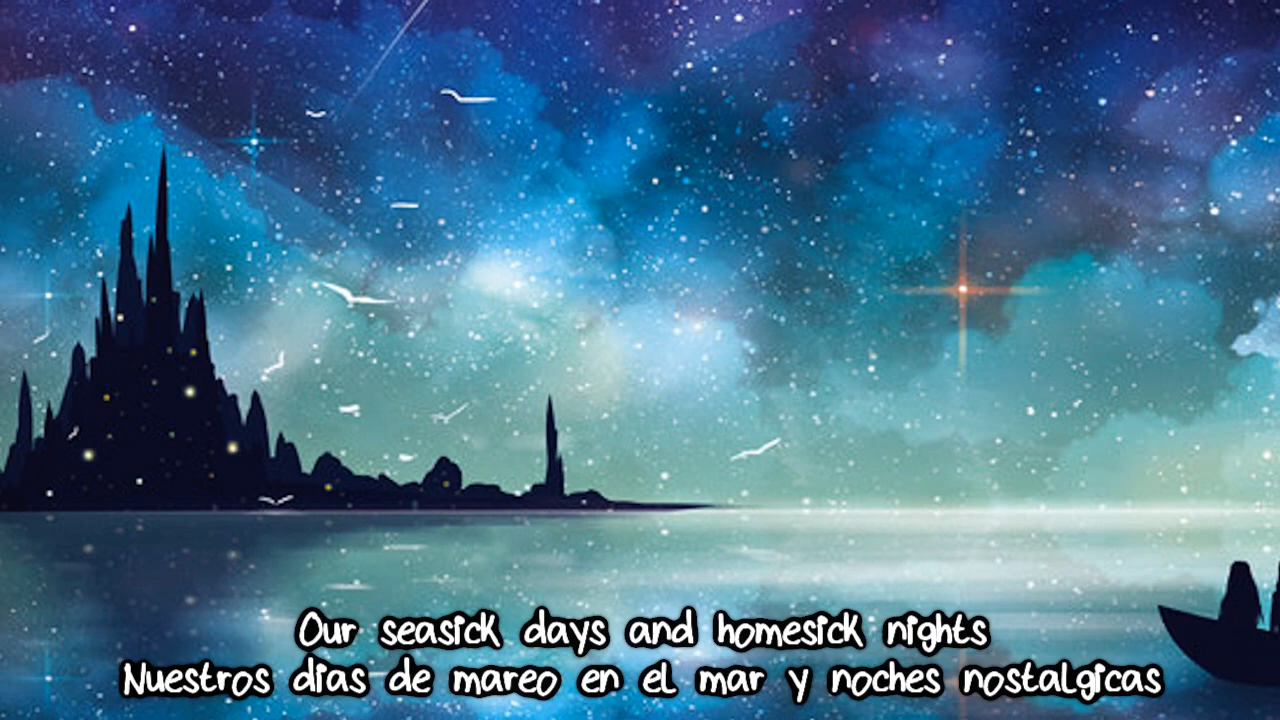 Our seasick days and homesick nights
Nuestros dias de mareo en el mar y noches nostalgicas